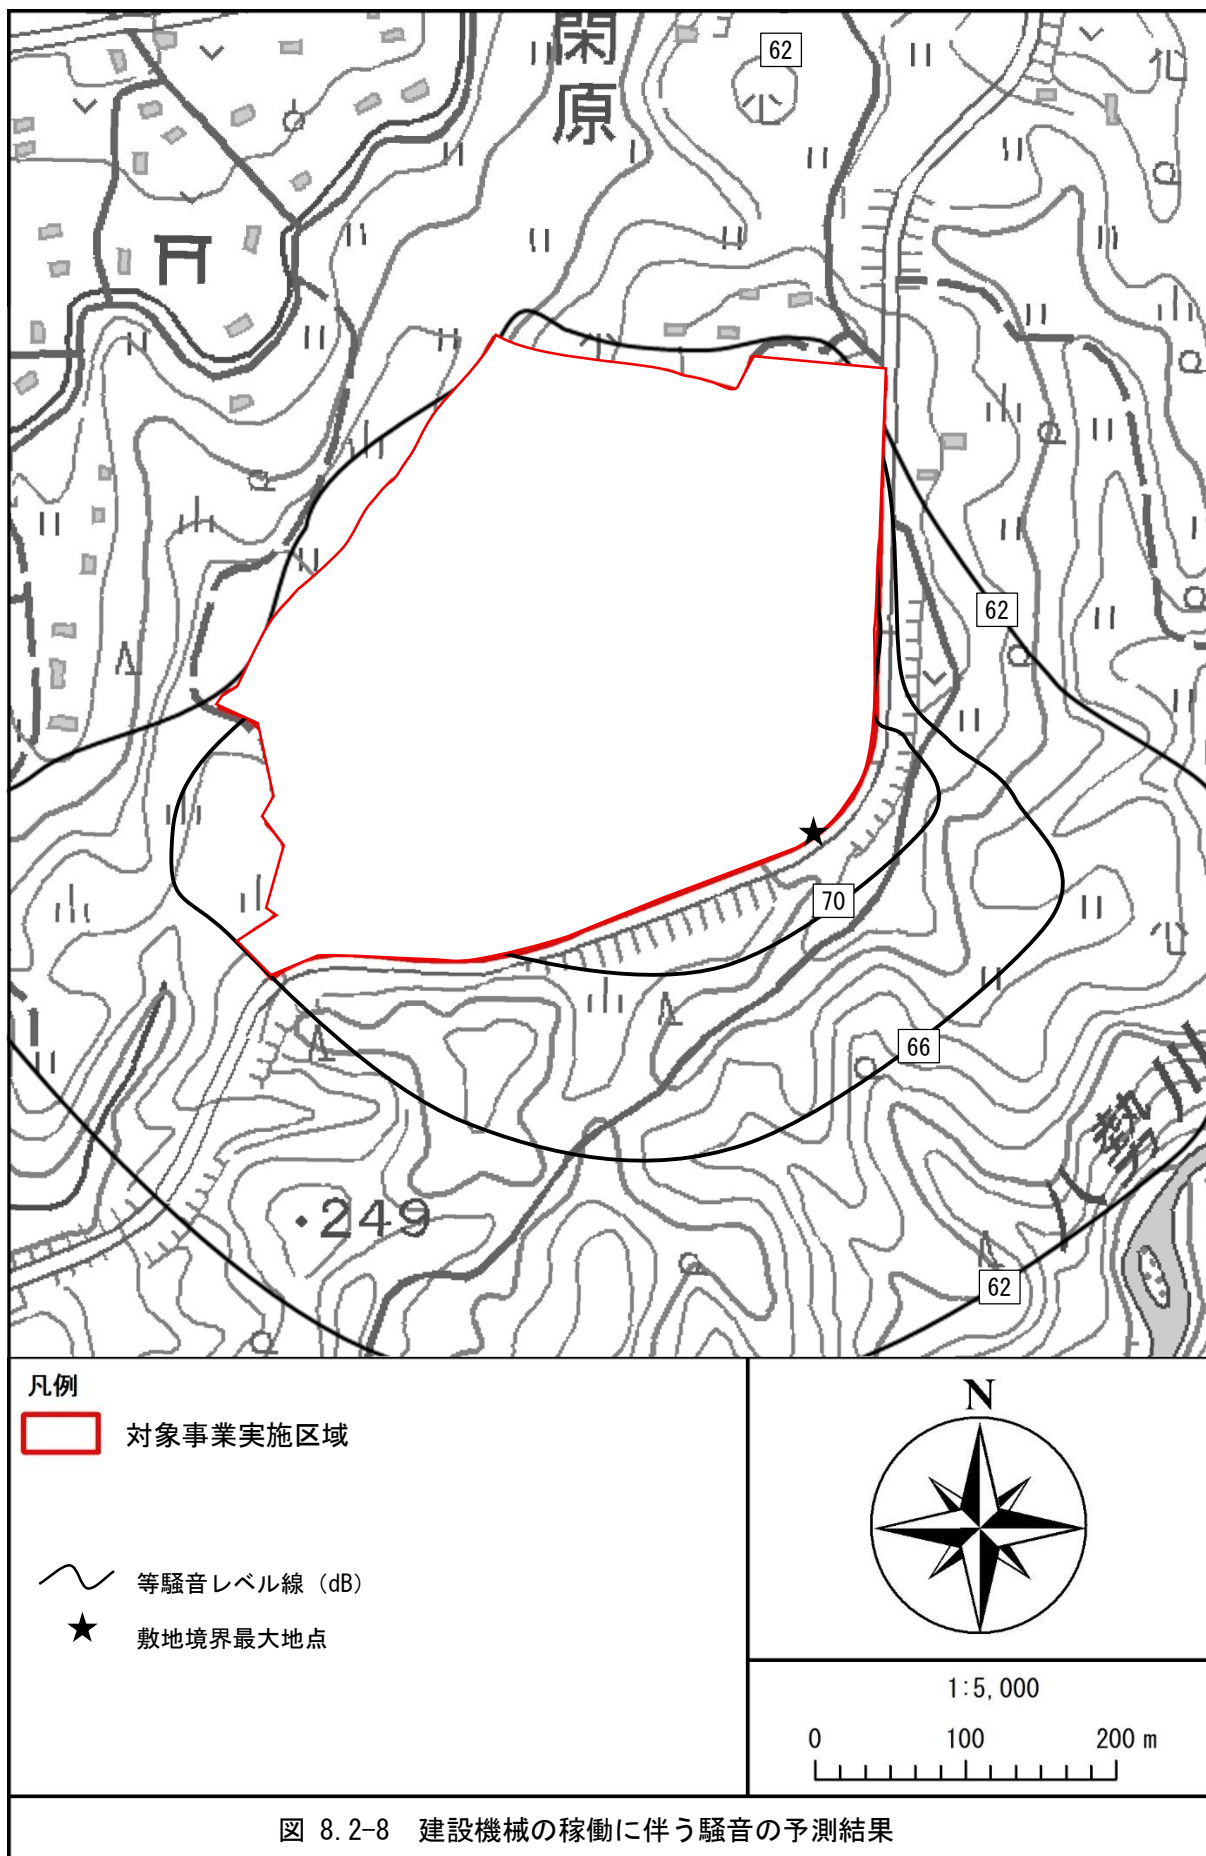 閑原
62
62
70
66
八勢川
・249
62
凡例
対象事業実施区域
等騒音レベル線（dB）
敷地境界最大地点
N
1:5,000
0 100 200 m
図 8.2-8 建設機械の稼働に伴う騒音の予測結果